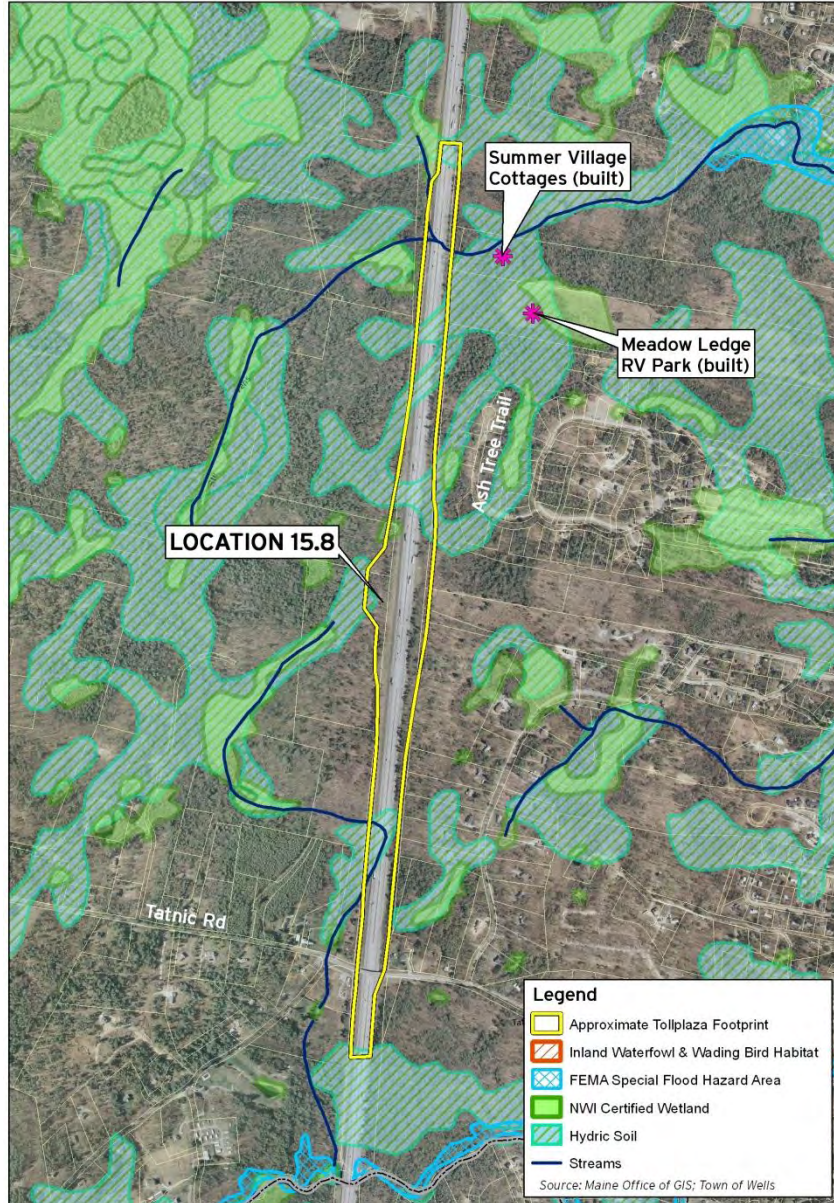 Summer Village
Cottages (built)
Meadow Ledge
RV Park (built)
Ash Tree Trail
LOCATION 15.8
Tatnic Rd
Legend
Approximate Tollplaza Footprint
Inland Waterfowl & Wading Bird Habitat
FEMA Special Flood Hazard Area
NWI Certified Wetland
Hydric Soil
Streams
Source: Maine Office of GIS; Town of Wells